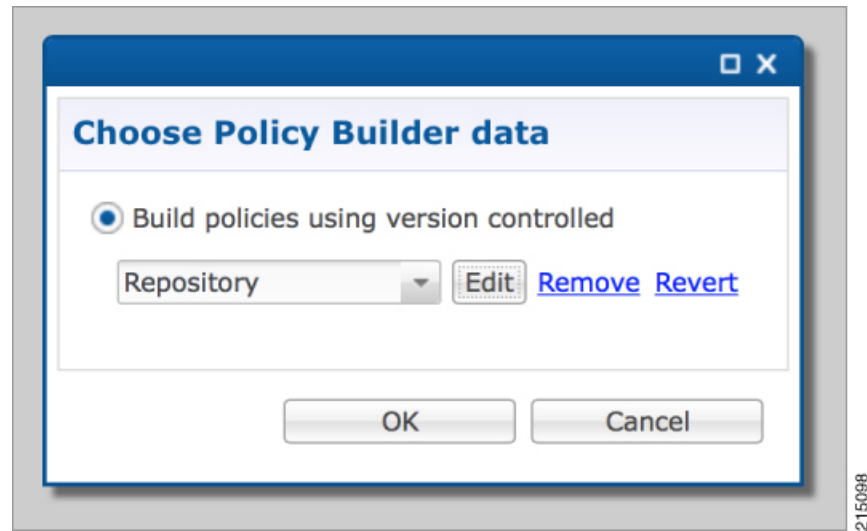 Choose Policy Builder data
Build policies using version controlled
Repository Edit Remove Revert
OK Cancel
215098